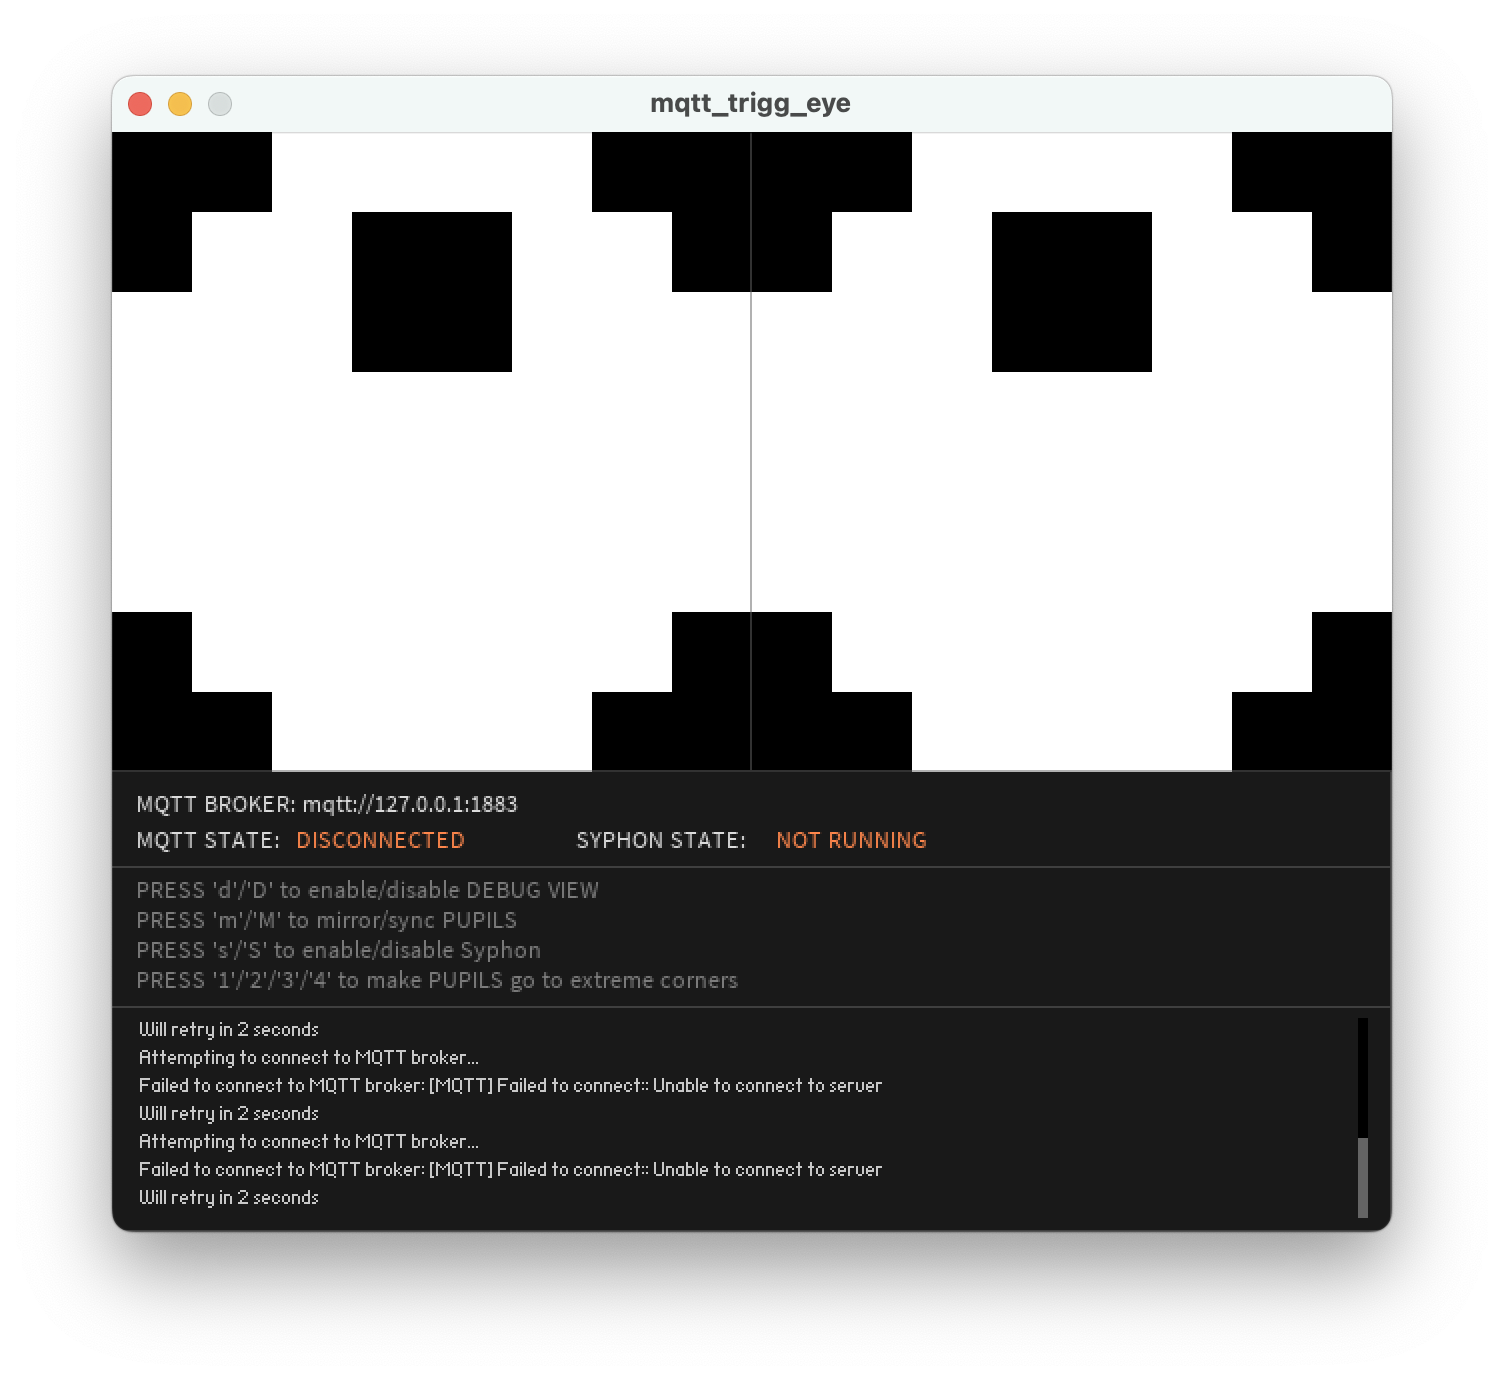 mqtt_trigg_eye
MQTT BROKER: mqtt://127.0.0.1:1883
MQTT STATE: DISCONNECTED SYPHON STATE: NOT RUNNING
PRESS 'd'/'D' to enable/disable DEBUG VIEW
PRESS 'm'/'M' to mirror/sync PUPILS
PRESS 's'/'S' to enable/disable Syphon
PRESS '1'/'2'/'3'/'4' to make PUPILS go to extreme corners
Will retry in 2 seconds
Attempting to connect to MQTT broker...
Failed to connect to MQTT broker: [MQTT] Failed to connect:: Unable to connect to server
Will retry in 2 seconds
Attempting to connect to MQTT broker...
Failed to connect to MQTT broker: [MQTT] Failed to connect:: Unable to connect to server
Will retry in 2 seconds